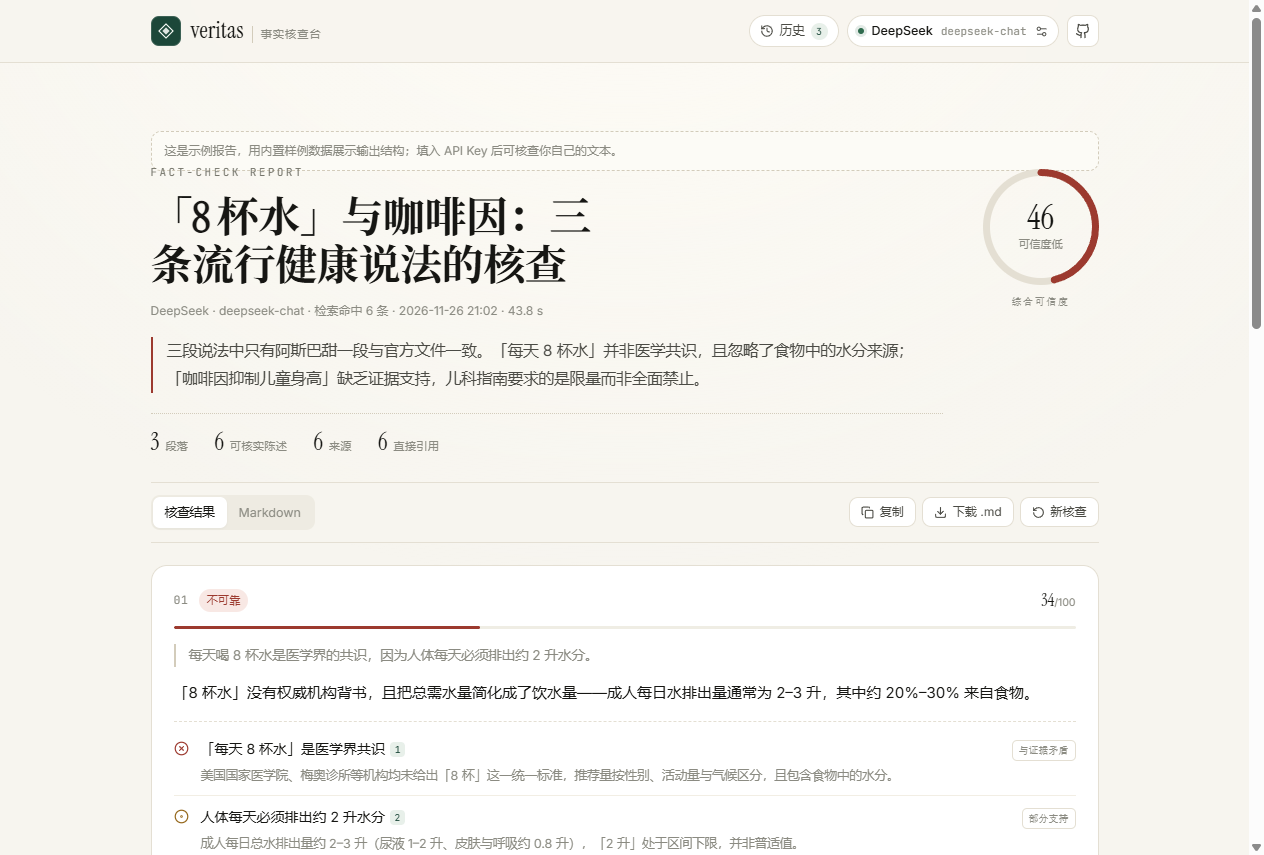 veritas 事实核查台
历史 3
DeepSeek deepseek-chat
这是示例报告，用内置样例数据展示输出结构；填入 API Key 后可核查你自己的文本。
FACT-CHECK REPORT
「8 杯水」与咖啡因：三
条流行健康说法的核查
46
可信度低
综合可信度
DeepSeek · deepseek-chat · 检索命中 6 条 · 2026-11-26 21:02 · 43.8 s
三段说法中只有阿斯巴甜一段与官方文件一致。「每天 8 杯水」并非医学共识，且忽略了食物中的水分来源；
「咖啡因抑制儿童身高」缺乏证据支持，儿科指南要求的是限量而非全面禁止。
3 段落 6 可核实陈述 6 来源 6 直接引用
核查结果 Markdown
复制 下载 .md 新核查
01 不可靠 34/100
每天喝 8 杯水是医学界的共识，因为人体每天必须排出约 2 升水分。
「8 杯水」没有权威机构背书，且把总需水量简化成了饮水量——成人每日水排出量通常为 2–3 升，其中约 20%–30% 来自食物。
「每天 8 杯水」是医学界共识 1 与证据矛盾
美国国家医学院、梅奥诊所等机构均未给出「8 杯」这一统一标准，推荐量按性别、活动量与气候区分，且包含食物中的水分。
人体每天必须排出约 2 升水分 2 部分支持
成人每日总水排出量约 2–3 升（尿液 1–2 升、皮肤与呼吸约 0.8 升），「2 升」处于区间下限，并非普适值。